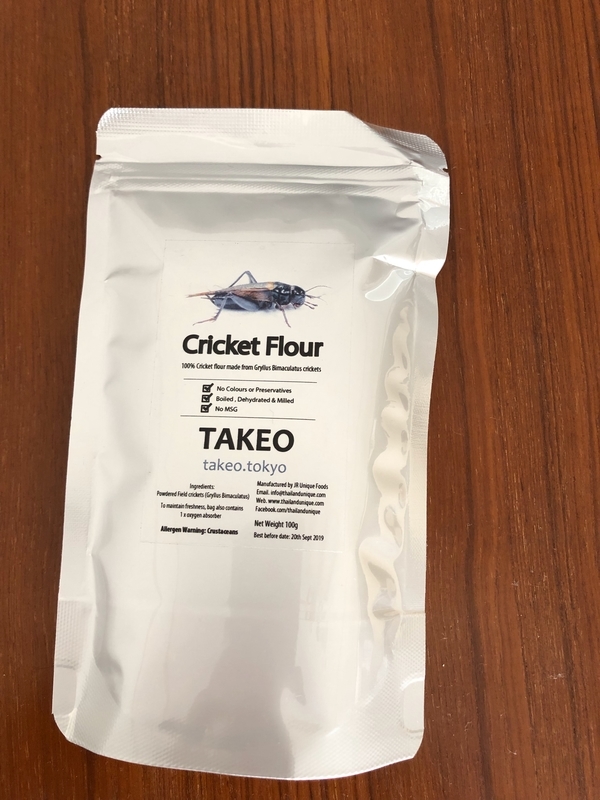 Cricket Flour
100% Cricket flour made from Gryllus Bimaculatus crickets
No Colours or Preservatives
Boiled , Dehydrated & Milled
No MSG
TAKEO
takeo.tokyo
Ingredients:
Powdered Field crickets (Gryllus Bimaculatus)
To maintain freshness, bag also contains
1 x oxygen absorber
Allergen Warning: Crustaceans
Manufactured by JR Unique Foods
Email. info@thailandunique.com
Web. www.thailandunique.com
Facebook.com/thailandunique
Net Weight 100g
Best before date: 20th Sept 2019